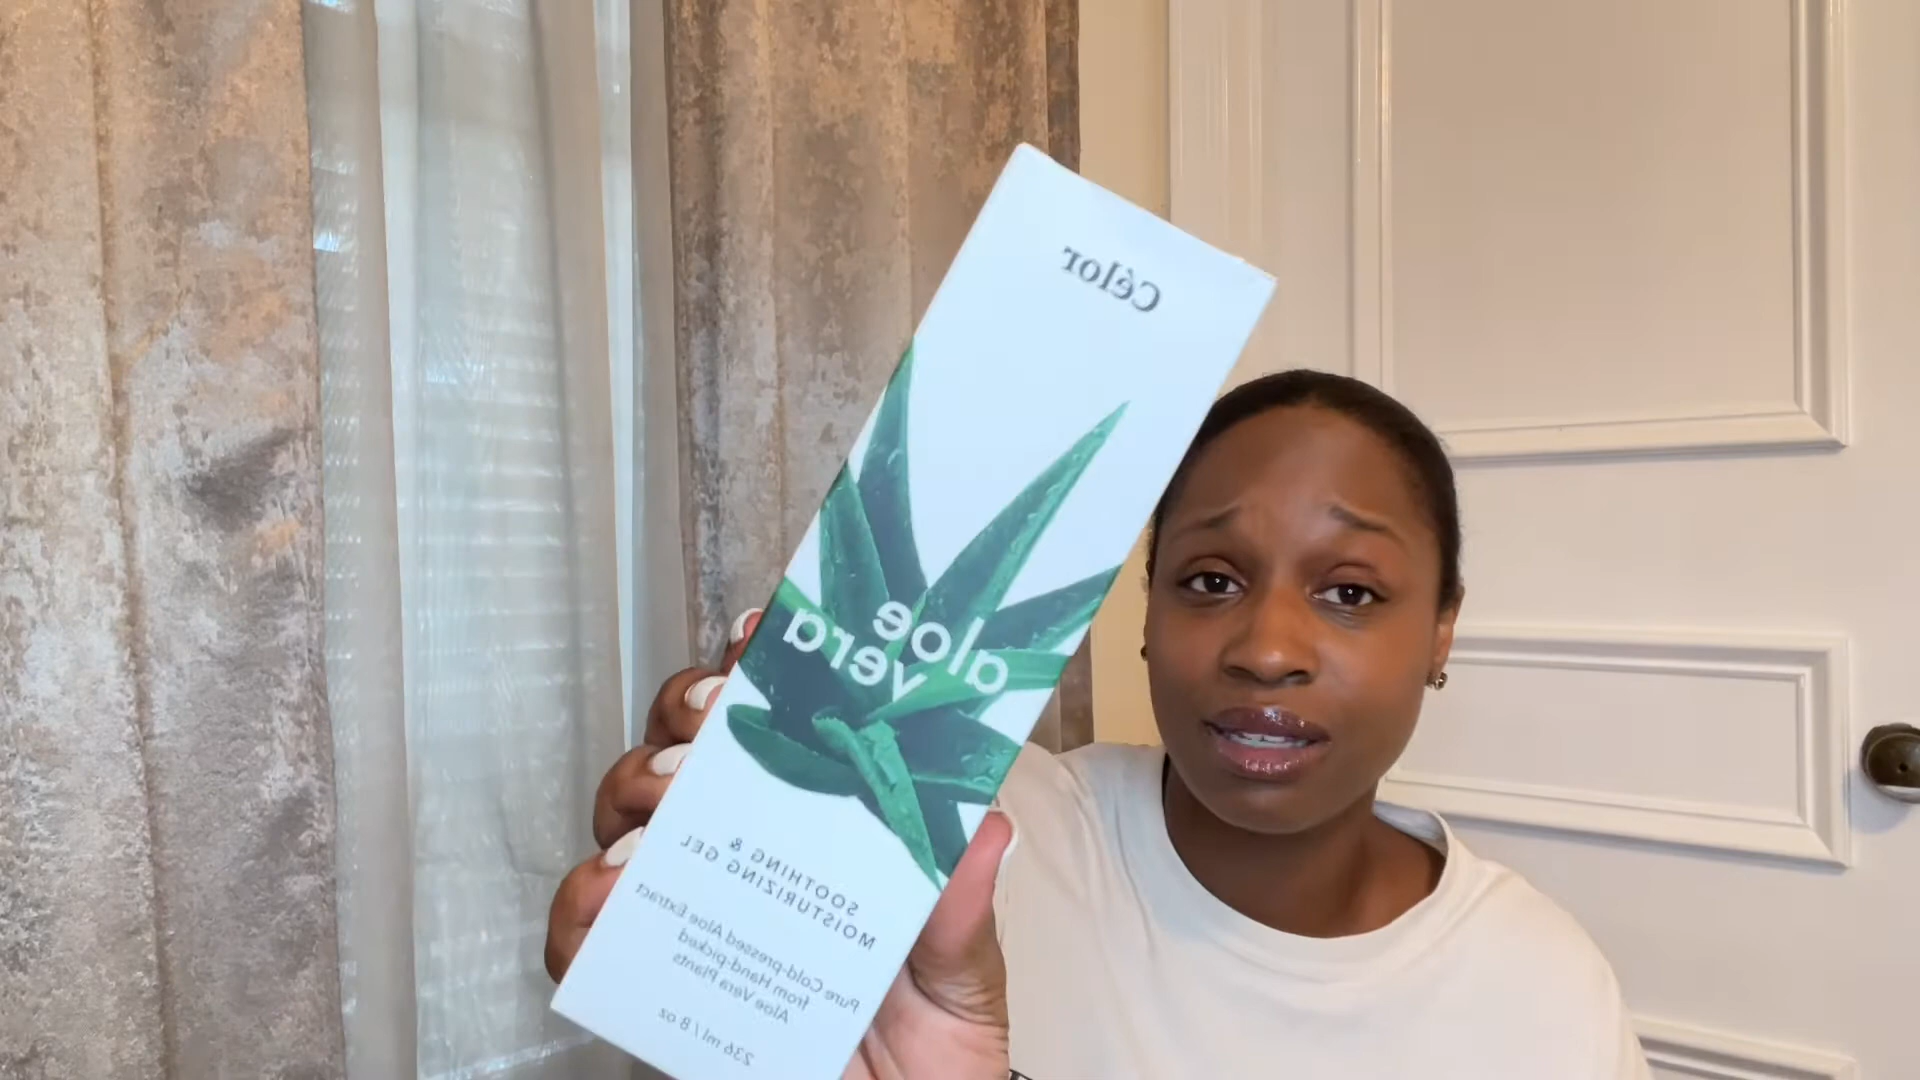 Célor
aloe
vera
SOOTHING &
MOISTURIZING GEL
Pure Cold-pressed Aloe Extract
from Hand-picked
Aloe Vera Plants
236 ml / 8 oz